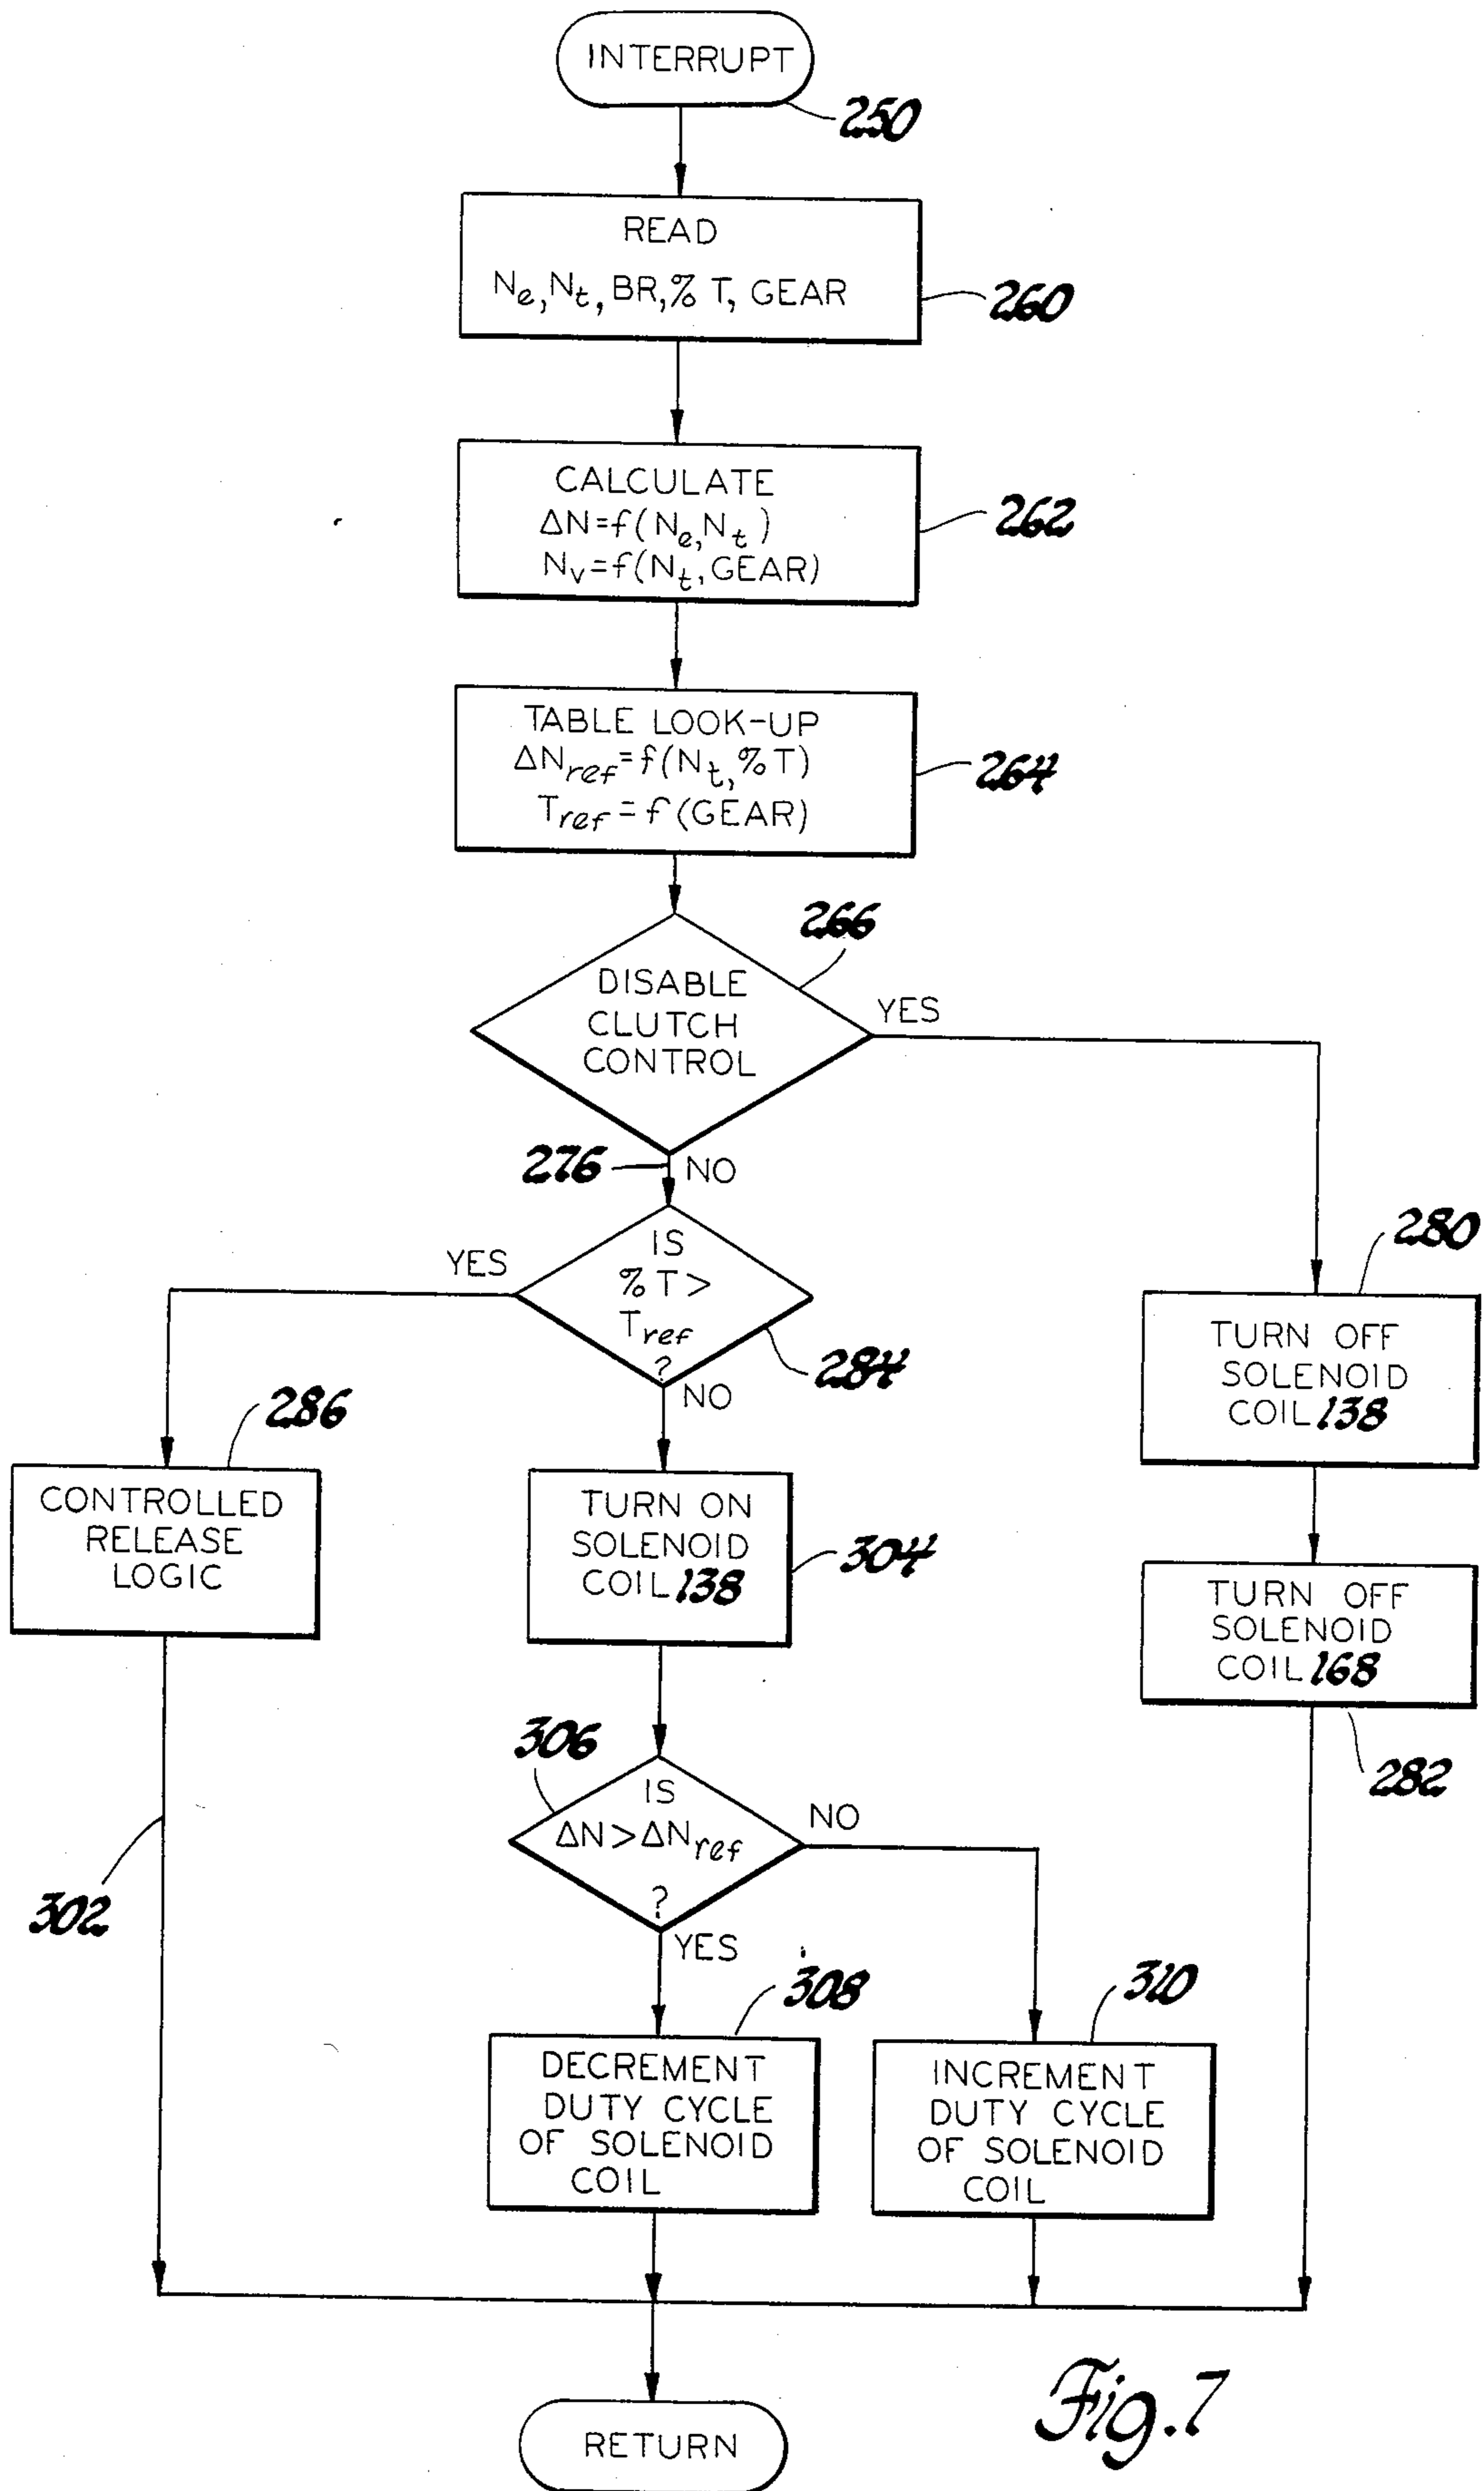 INTERRUPT
250
READ
Ne, Nt, BR, % T, GEAR
260
CALCULATE
ΔN=f(Ne, Nt)
Nv=f(Nt, GEAR)
262
TABLE LOOK-UP
ΔNref=f(Nt, % T)
Tref=f(GEAR)
264
266
DISABLE
CLUTCH
CONTROL
YES
276
NO
IS
% T >
Tref
?
YES
284
NO
280
TURN OFF
SOLENOID
COIL 138
286
CONTROLLED
RELEASE
LOGIC
TURN ON
SOLENOID
COIL 138
304
TURN OFF
SOLENOID
COIL 168
282
306
IS
ΔN > ΔNref
?
NO
YES
302
308
310
DECREMENT
DUTY CYCLE
OF SOLENOID
COIL
INCREMENT
DUTY CYCLE
OF SOLENOID
COIL
RETURN
Fig. 7